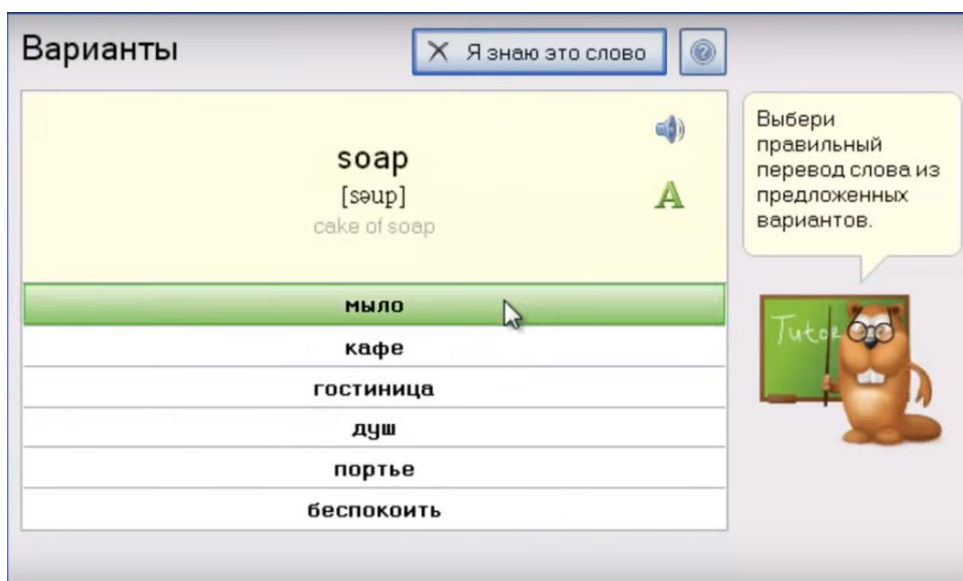 Варианты
Я знаю это слово
soap
[səup]
cake of soap
мыло
кафе
гостиница
душ
портье
беспокоить
Выбери
правильный
перевод слова из
предложенных
вариантов.
Tutor